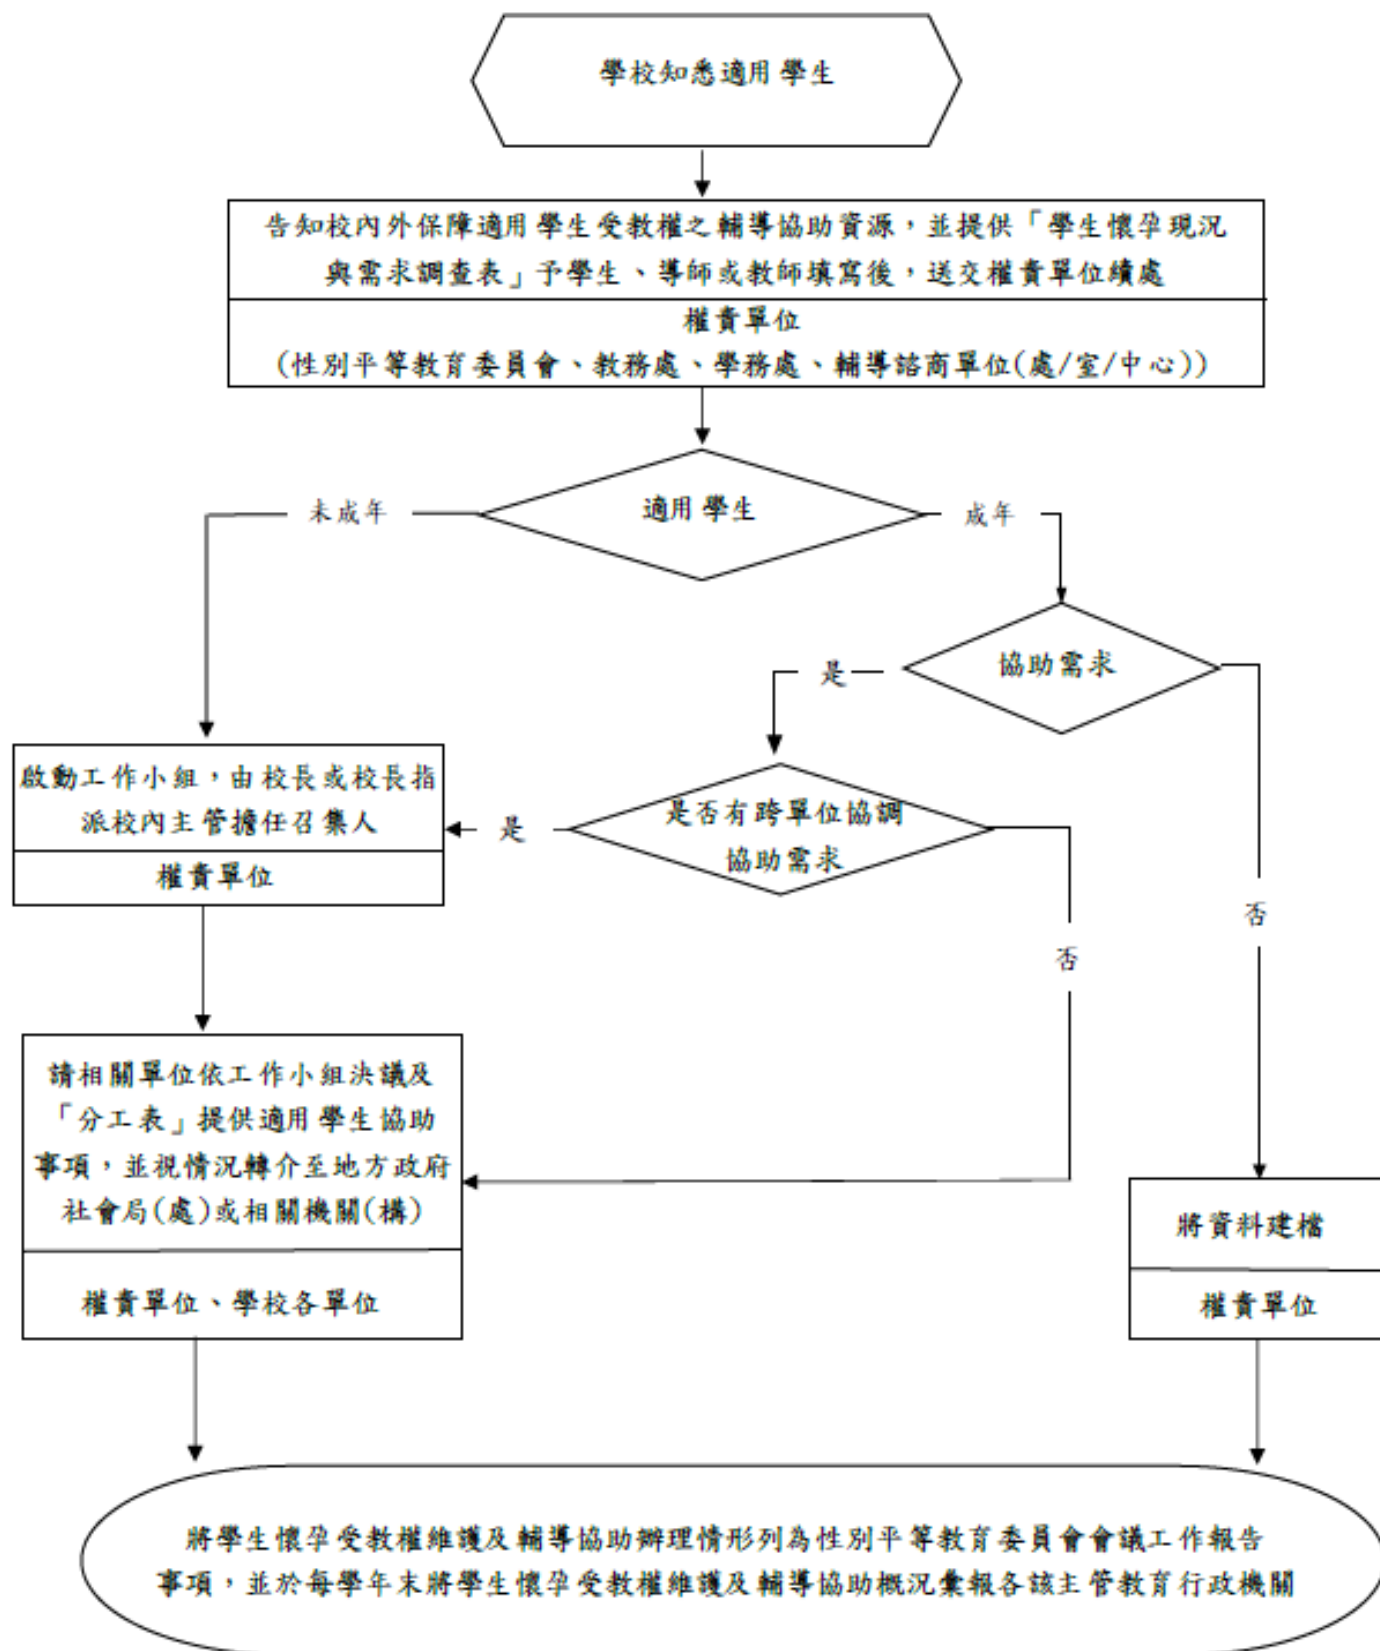 學校知悉適用學生
告知校內外保障適用學生受教權之輔導協助資源，並提供「學生懷孕現況
與需求調查表」予學生、導師或教師填寫後，送交權責單位續處
權責單位
(性別平等教育委員會、教務處、學務處、輔導諮商單位(處/室/中心))
適用學生
未成年
成年
協助需求
是
否
是否有跨單位協調
協助需求
是
否
啟動工作小組，由校長或校長指
派校內主管擔任召集人
權責單位
請相關單位依工作小組決議及
「分工表」提供適用學生協助
事項，並視情況轉介至地方政府
社會局(處)或相關機關(構)
權責單位、學校各單位
將資料建檔
權責單位
將學生懷孕受教權維護及輔導協助辦理情形列為性別平等教育委員會會議工作報告
事項，並於每學年末將學生懷孕受教權維護及輔導協助概況彙報各該主管教育行政機關